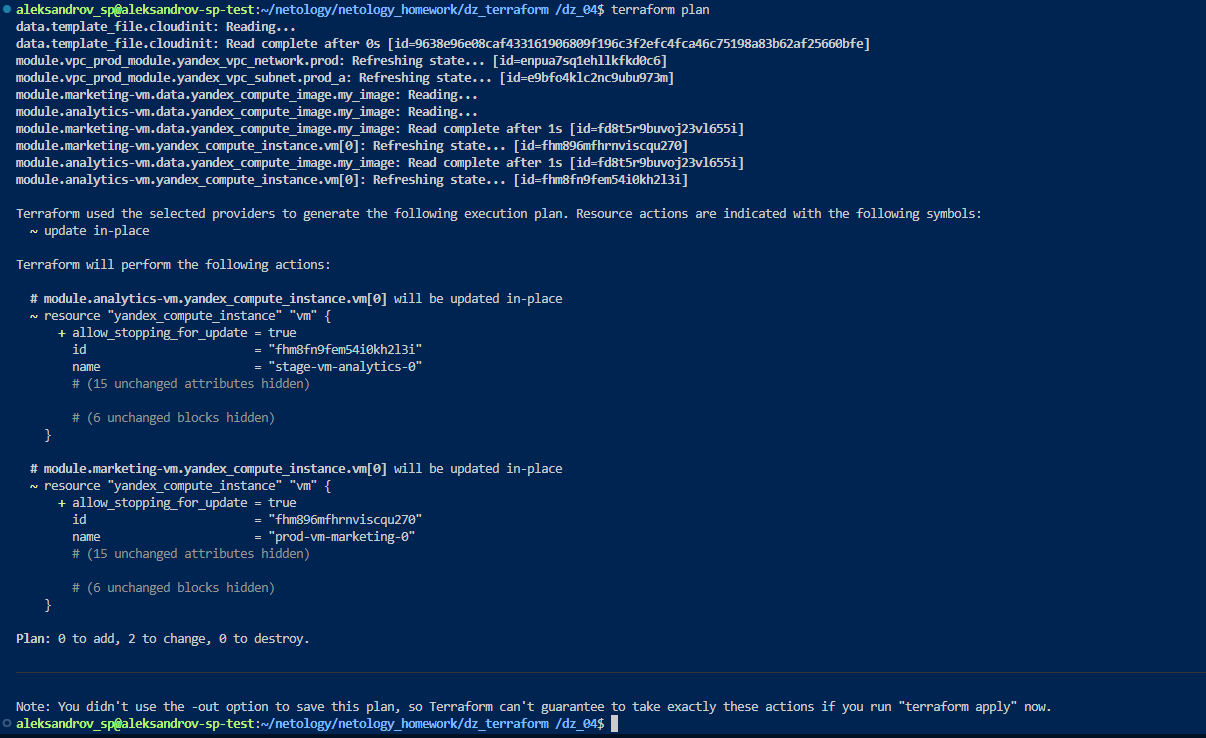 aleksandrov_sp@aleksandrov-sp-test:~/netology/netology_homework/dz_terraform /dz_04$ terraform plan
data.template_file.cloudinit: Reading...
data.template_file.cloudinit: Read complete after 0s [id=9638e96e08caf433161906809f196c3f2efc4fca46c75198a83b62af25660bfe]
module.vpc_prod_module.yandex_vpc_network.prod: Refreshing state... [id=enpua7sq1ehllkfkd0c6]
module.vpc_prod_module.yandex_vpc_subnet.prod_a: Refreshing state... [id=e9bfo4klc2nc9ubu973m]
module.marketing-vm.data.yandex_compute_image.my_image: Reading...
module.analytics-vm.data.yandex_compute_image.my_image: Reading...
module.marketing-vm.data.yandex_compute_image.my_image: Read complete after 1s [id=fd8t5r9buvoj23vl655i]
module.marketing-vm.yandex_compute_instance.vm[0]: Refreshing state... [id=fhm896mfhrnviscqu270]
module.analytics-vm.data.yandex_compute_image.my_image: Read complete after 1s [id=fd8t5r9buvoj23vl655i]
module.analytics-vm.yandex_compute_instance.vm[0]: Refreshing state... [id=fhm8fn9fem54i0kh2l3i]
Terraform used the selected providers to generate the following execution plan. Resource actions are indicated with the following symbols:
  ~ update in-place
Terraform will perform the following actions:
  # module.analytics-vm.yandex_compute_instance.vm[0] will be updated in-place
  ~ resource "yandex_compute_instance" "vm" {
      + allow_stopping_for_update = true
        id                        = "fhm8fn9fem54i0kh2l3i"
        name                      = "stage-vm-analytics-0"
        # (15 unchanged attributes hidden)
        # (6 unchanged blocks hidden)
    }
  # module.marketing-vm.yandex_compute_instance.vm[0] will be updated in-place
  ~ resource "yandex_compute_instance" "vm" {
      + allow_stopping_for_update = true
        id                        = "fhm896mfhrnviscqu270"
        name                      = "prod-vm-marketing-0"
        # (15 unchanged attributes hidden)
        # (6 unchanged blocks hidden)
    }
Plan: 0 to add, 2 to change, 0 to destroy.
Note: You didn't use the -out option to save this plan, so Terraform can't guarantee to take exactly these actions if you run "terraform apply" now.
aleksandrov_sp@aleksandrov-sp-test:~/netology/netology_homework/dz_terraform /dz_04$